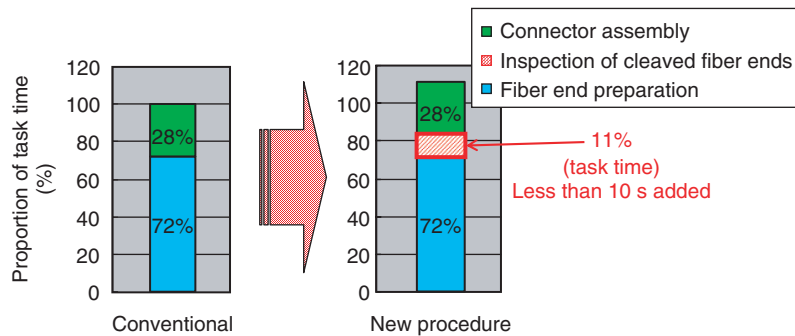 Connector assembly
Inspection of cleaved fiber ends
Fiber end preparation
Proportion of task time
(%)
120
100
80
60
40
20
0
28%
72%
Conventional
120
100
80
60
40
20
0
28%
72%
New procedure
11%
(task time)
Less than 10 s added